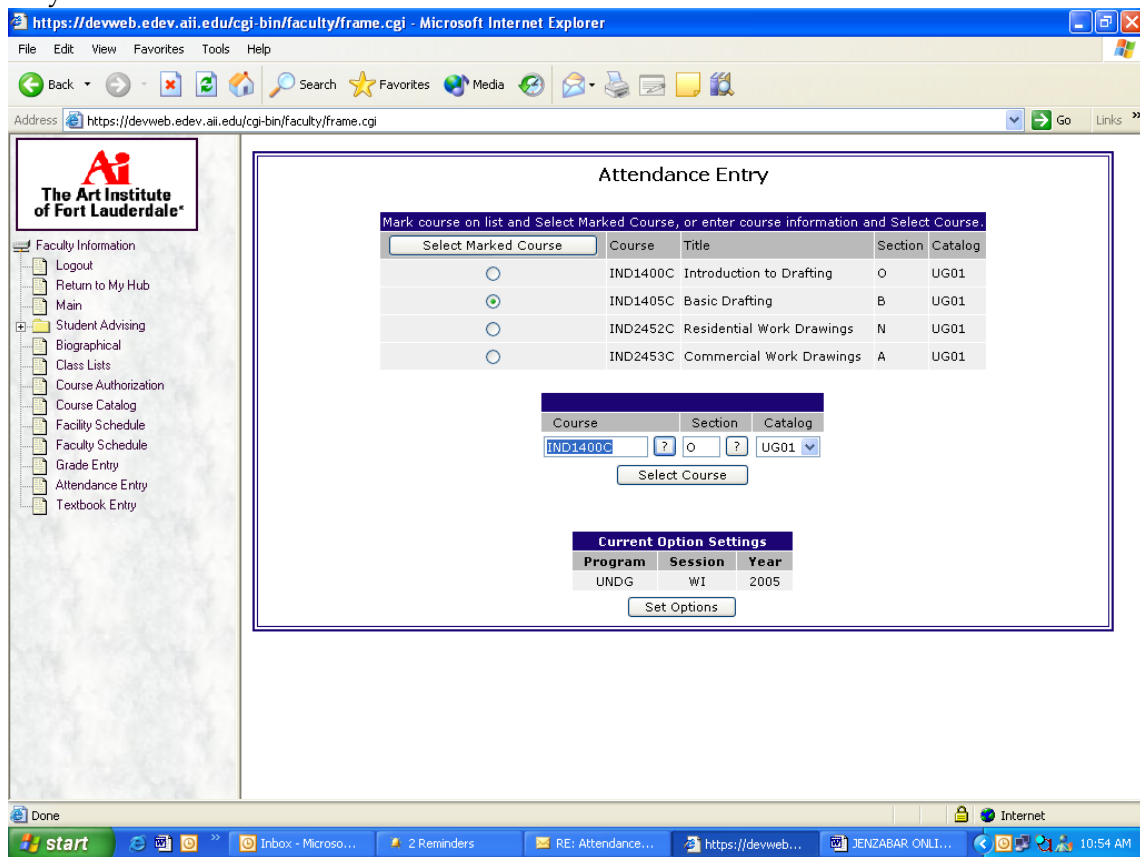 https://devweb.edev.aii.edu/cgi-bin/faculty/frame.cgi - Microsoft Internet Explorer
File Edit View Favorites Tools Help
Back Search Favorites Media
Address https://devweb.edev.aii.edu/cgi-bin/faculty/frame.cgi Go Links »
Ai
The Art Institute
of Fort Lauderdale
Faculty Information
Logout
Return to My Hub
Main
Student Advising
Biographical
Class Lists
Course Authorization
Course Catalog
Facility Schedule
Faculty Schedule
Grade Entry
Attendance Entry
Textbook Entry
Attendance Entry
Mark course on list and Select Marked Course, or enter course information and Select Course.
Select Marked Course Course Title Section Catalog
IND1400C Introduction to Drafting O UG01
IND1405C Basic Drafting B UG01
IND2452C Residential Work Drawings N UG01
IND2453C Commercial Work Drawings A UG01
Course Section Catalog
IND1400C ? O ? UG01
Select Course
Current Option Settings
Program Session Year
UNDG WI 2005
Set Options
Done Internet
start » Inbox - Microso... 2 Reminders RE: Attendance... https://devweb... JENZABAR ONLI... 10:54 AM